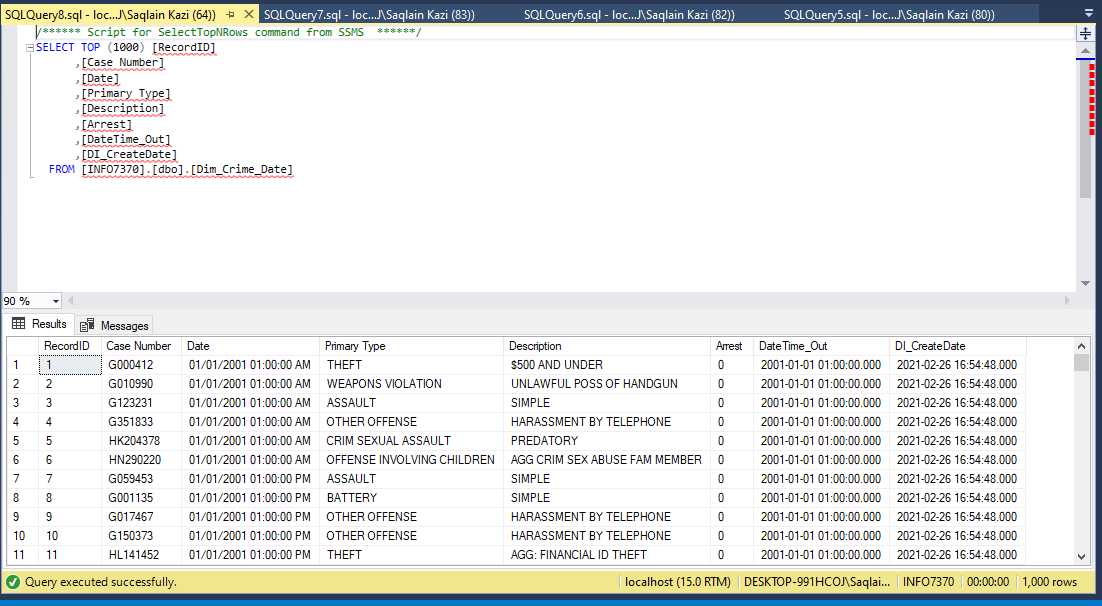 SQLQuery8.sql - loc...J\Saqlain Kazi (64)) SQLQuery7.sql - loc...J\Saqlain Kazi (83)) SQLQuery6.sql - loc...J\Saqlain Kazi (82)) SQLQuery5.sql - loc...J\Saqlain Kazi (80))
/****** Script for SelectTopNRows command from SSMS  ******/
SELECT TOP (1000) [RecordID]
,[Case Number]
,[Date]
,[Primary Type]
,[Description]
,[Arrest]
,[DateTime_Out]
,[DI_CreateDate]
FROM [INFO7370].[dbo].[Dim_Crime_Date]
90 %
Results Messages
RecordID Case Number Date Primary Type Description Arrest DateTime_Out DI_CreateDate
1 1 G000412 01/01/2001 01:00:00 AM THEFT $500 AND UNDER 0 2001-01-01 01:00:00.000 2021-02-26 16:54:48.000
2 2 G010990 01/01/2001 01:00:00 AM WEAPONS VIOLATION UNLAWFUL POSS OF HANDGUN 0 2001-01-01 01:00:00.000 2021-02-26 16:54:48.000
3 3 G123231 01/01/2001 01:00:00 AM ASSAULT SIMPLE 0 2001-01-01 01:00:00.000 2021-02-26 16:54:48.000
4 4 G351833 01/01/2001 01:00:00 AM OTHER OFFENSE HARASSMENT BY TELEPHONE 0 2001-01-01 01:00:00.000 2021-02-26 16:54:48.000
5 5 HK204378 01/01/2001 01:00:00 AM CRIM SEXUAL ASSAULT PREDATORY 0 2001-01-01 01:00:00.000 2021-02-26 16:54:48.000
6 6 HN290220 01/01/2001 01:00:00 AM OFFENSE INVOLVING CHILDREN AGG CRIM SEX ABUSE FAM MEMBER 0 2001-01-01 01:00:00.000 2021-02-26 16:54:48.000
7 7 G059453 01/01/2001 01:00:00 PM ASSAULT SIMPLE 0 2001-01-01 01:00:00.000 2021-02-26 16:54:48.000
8 8 G001135 01/01/2001 01:00:00 PM BATTERY SIMPLE 0 2001-01-01 01:00:00.000 2021-02-26 16:54:48.000
9 9 G017467 01/01/2001 01:00:00 PM OTHER OFFENSE HARASSMENT BY TELEPHONE 0 2001-01-01 01:00:00.000 2021-02-26 16:54:48.000
10 10 G150373 01/01/2001 01:00:00 PM OTHER OFFENSE HARASSMENT BY TELEPHONE 0 2001-01-01 01:00:00.000 2021-02-26 16:54:48.000
11 11 HL141452 01/01/2001 01:00:00 PM THEFT AGG: FINANCIAL ID THEFT 0 2001-01-01 01:00:00.000 2021-02-26 16:54:48.000
Query executed successfully. localhost (15.0 RTM) DESKTOP-991HCOJ\Saqlai... INFO7370 00:00:00 1,000 rows